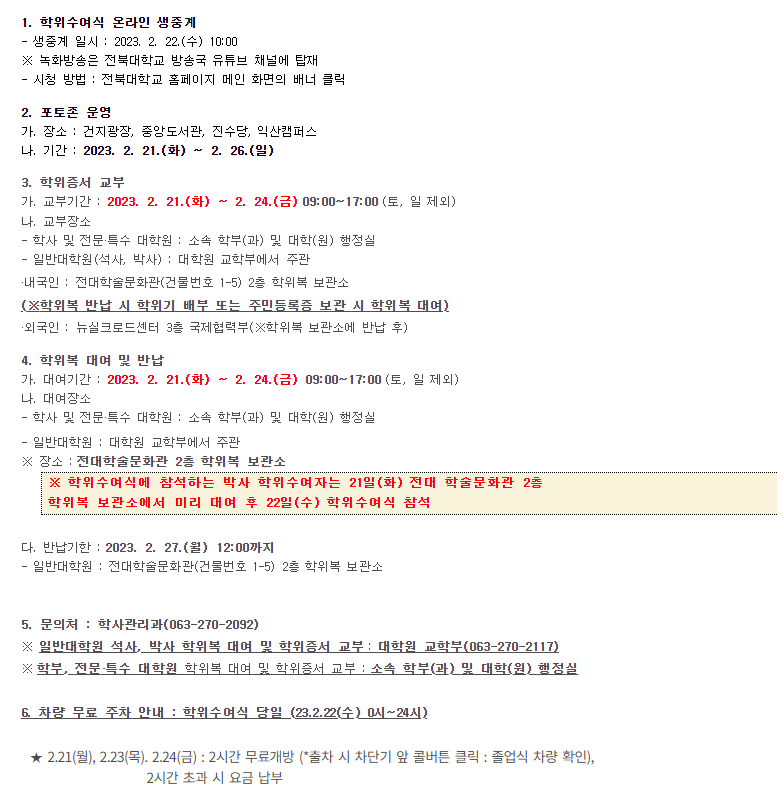 1. 학위수여식 온라인 생중계
- 생중계 일시 : 2023. 2. 22.(수) 10:00
※ 녹화방송은 전북대학교 방송국 유튜브 채널에 탑재
- 시청 방법 : 전북대학교 홈페이지 메인 화면의 배너 클릭
2. 포토존 운영
가. 장소 : 건지광장, 중앙도서관, 진수당, 익산캠퍼스
나. 기간 : 2023. 2. 21.(화) ~ 2. 26.(일)
3. 학위증서 교부
가. 교부기간 : 2023. 2. 21.(화) ~ 2. 24.(금) 09:00~17:00 (토, 일 제외)
나. 교부장소
- 학사 및 전문·특수 대학원 : 소속 학부(과) 및 대학(원) 행정실
- 일반대학원(석사, 박사) : 대학원 교학부에서 주관
·내국인 : 전대학술문화관(건물번호 1-5) 2층 학위복 보관소
(※학위복 반납 시 학위기 배부 또는 주민등록증 보관 시 학위복 대여)
·외국인 : 뉴실크로드센터 3층 국제협력부(※학위복 보관소에 반납 후)
4. 학위복 대여 및 반납
가. 대여기간 : 2023. 2. 21.(화) ~ 2. 24.(금) 09:00~17:00 (토, 일 제외)
나. 대여장소
- 학사 및 전문·특수 대학원 : 소속 학부(과) 및 대학(원) 행정실
- 일반대학원 : 대학원 교학부에서 주관
※ 장소 : 전대학술문화관 2층 학위복 보관소
※ 학위수여식에 참석하는 박사 학위수여자는 21일(화) 전대 학술문화관 2층
학위복 보관소에서 미리 대여 후 22일(수) 학위수여식 참석
다. 반납기한 : 2023. 2. 27.(월) 12:00까지
- 일반대학원 : 전대학술문화관(건물번호 1-5) 2층 학위복 보관소
5. 문의처 : 학사관리과(063-270-2092)
※ 일반대학원 석사, 박사 학위복 대여 및 학위증서 교부 : 대학원 교학부(063-270-2117)
※ 학부, 전문·특수 대학원 학위복 대여 및 학위증서 교부 : 소속 학부(과) 및 대학(원) 행정실
6. 차량 무료 주차 안내 : 학위수여식 당일 (23.2.22(수) 0시~24시)
★ 2.21(월), 2.23(목). 2.24(금) : 2시간 무료개방 (*출차 시 차단기 앞 콜버튼 클릭 : 졸업식 차량 확인),
2시간 초과 시 요금 납부